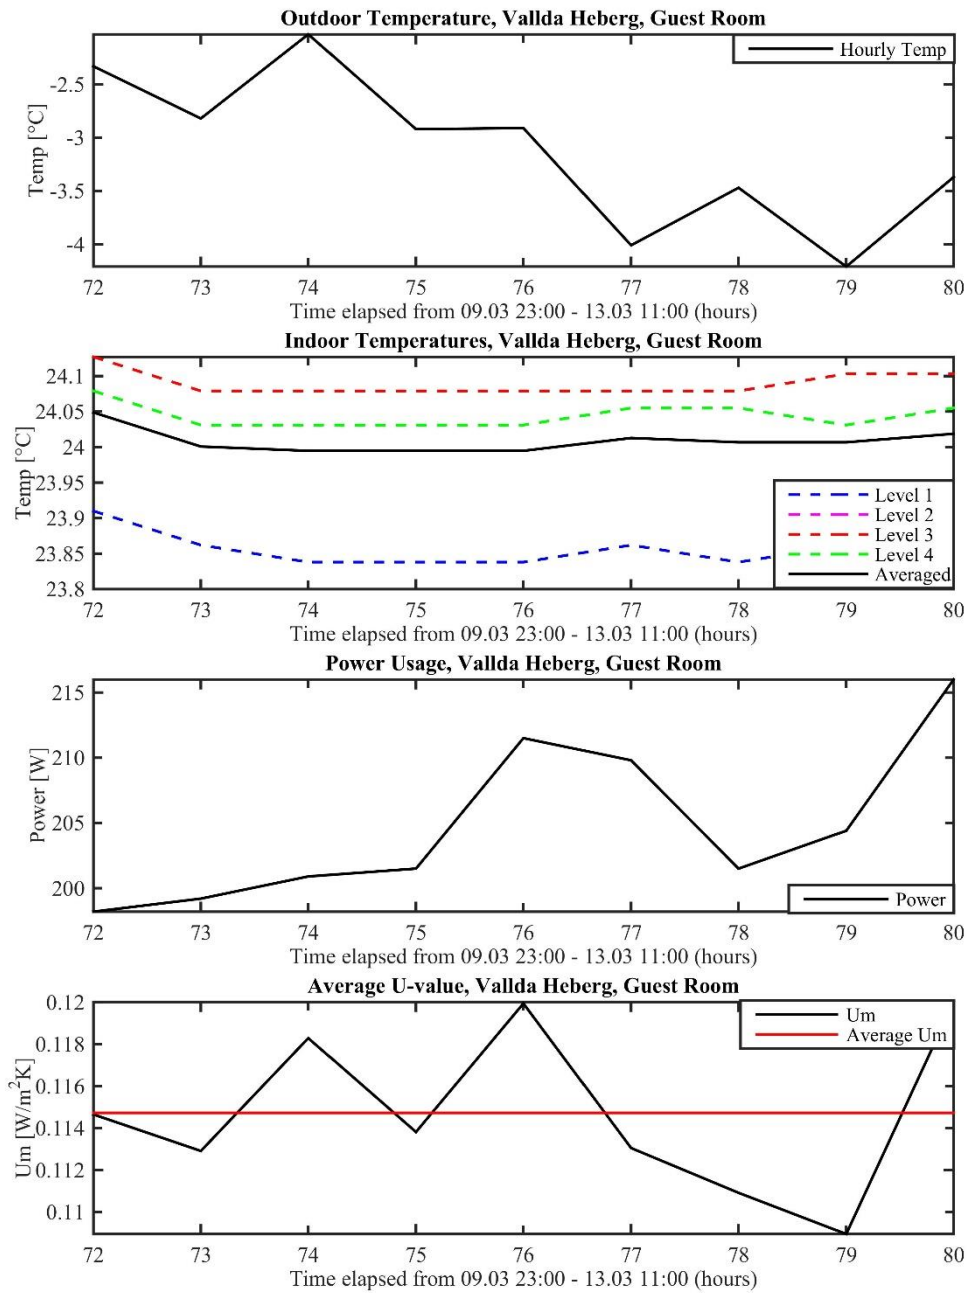 Outdoor Temperature, Vallda Heberg, Guest Room
Hourly Temp
-2.5
-3
-3.5
-4
Temp [°C]
72 73 74 75 76 77 78 79 80
Time elapsed from 09.03 23:00 - 13.03 11:00 (hours)
Indoor Temperatures, Vallda Heberg, Guest Room
24.1
24.05
24
23.95
23.9
23.85
23.8
Temp [°C]
Level 1
Level 2
Level 3
Level 4
Averaged
72 73 74 75 76 77 78 79 80
Time elapsed from 09.03 23:00 - 13.03 11:00 (hours)
Power Usage, Vallda Heberg, Guest Room
215
210
205
200
Power [W]
Power
72 73 74 75 76 77 78 79 80
Time elapsed from 09.03 23:00 - 13.03 11:00 (hours)
Average U-value, Vallda Heberg, Guest Room
0.12
0.118
0.116
0.114
0.112
0.11
Um [W/m²K]
Um
Average Um
72 73 74 75 76 77 78 79 80
Time elapsed from 09.03 23:00 - 13.03 11:00 (hours)